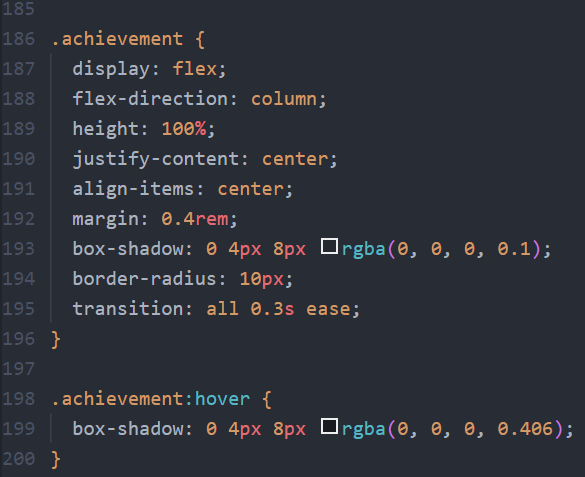 185
186 .achievement {
187 display: flex;
188 flex-direction: column;
189 height: 100%;
190 justify-content: center;
191 align-items: center;
192 margin: 0.4rem;
193 box-shadow: 0 4px 8px rgba(0, 0, 0, 0.1);
194 border-radius: 10px;
195 transition: all 0.3s ease;
196 }
197
198 .achievement:hover {
199 box-shadow: 0 4px 8px rgba(0, 0, 0, 0.406);
200 }